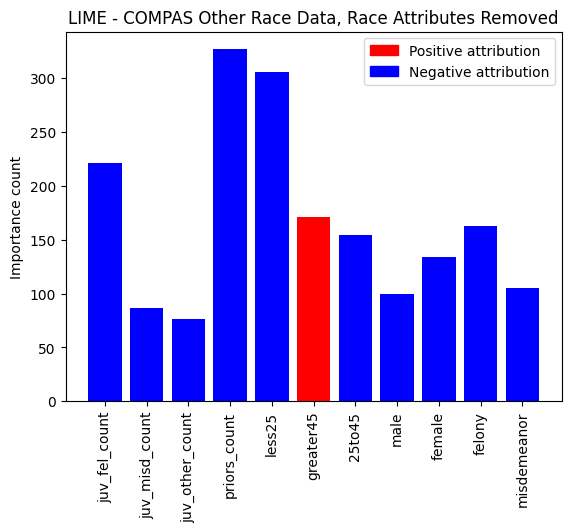 LIME - COMPAS Other Race Data, Race Attributes Removed
Positive attribution
Negative attribution
Importance count
300
250
200
150
100
50
0
juv_fel_count
juv_misd_count
juv_other_count
priors_count
less25
greater45
25to45
male
female
felony
misdemeanor